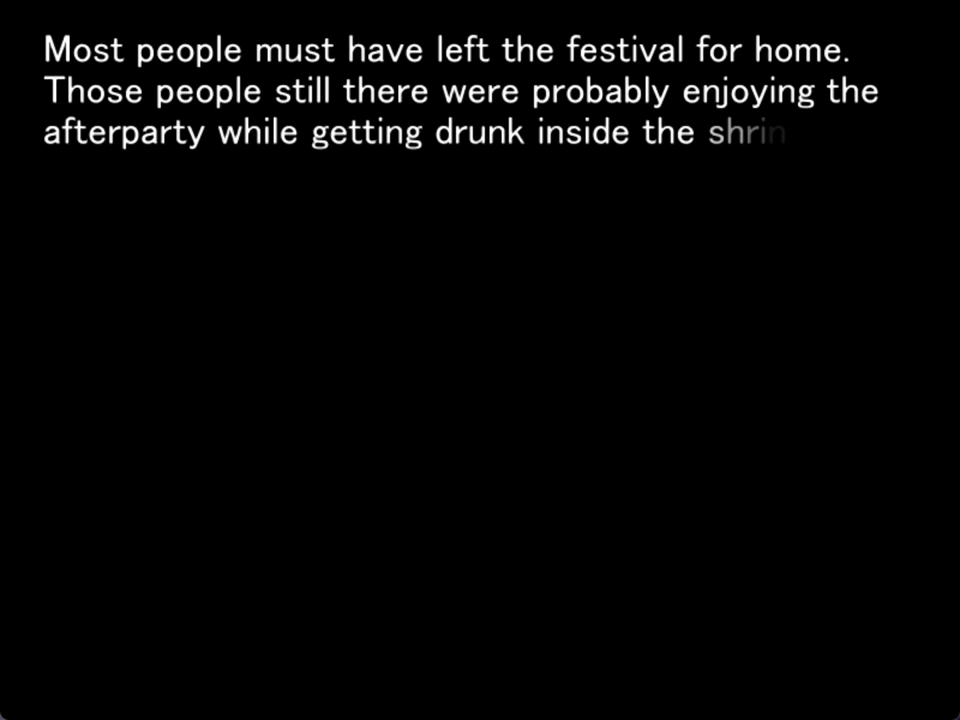 Most people must have left the festival for home.
Those people still there were probably enjoying the
afterparty while getting drunk inside the shrin